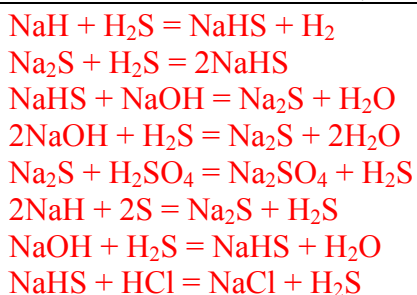 NaH + H₂S = NaHS + H₂
Na₂S + H₂S = 2NaHS
NaHS + NaOH = Na₂S + H₂O
2NaOH + H₂S = Na₂S + 2H₂O
Na₂S + H₂SO₄ = Na₂SO₄ + H₂S
2NaH + 2S = Na₂S + H₂S
NaOH + H₂S = NaHS + H₂O
NaHS + HCl = NaCl + H₂S